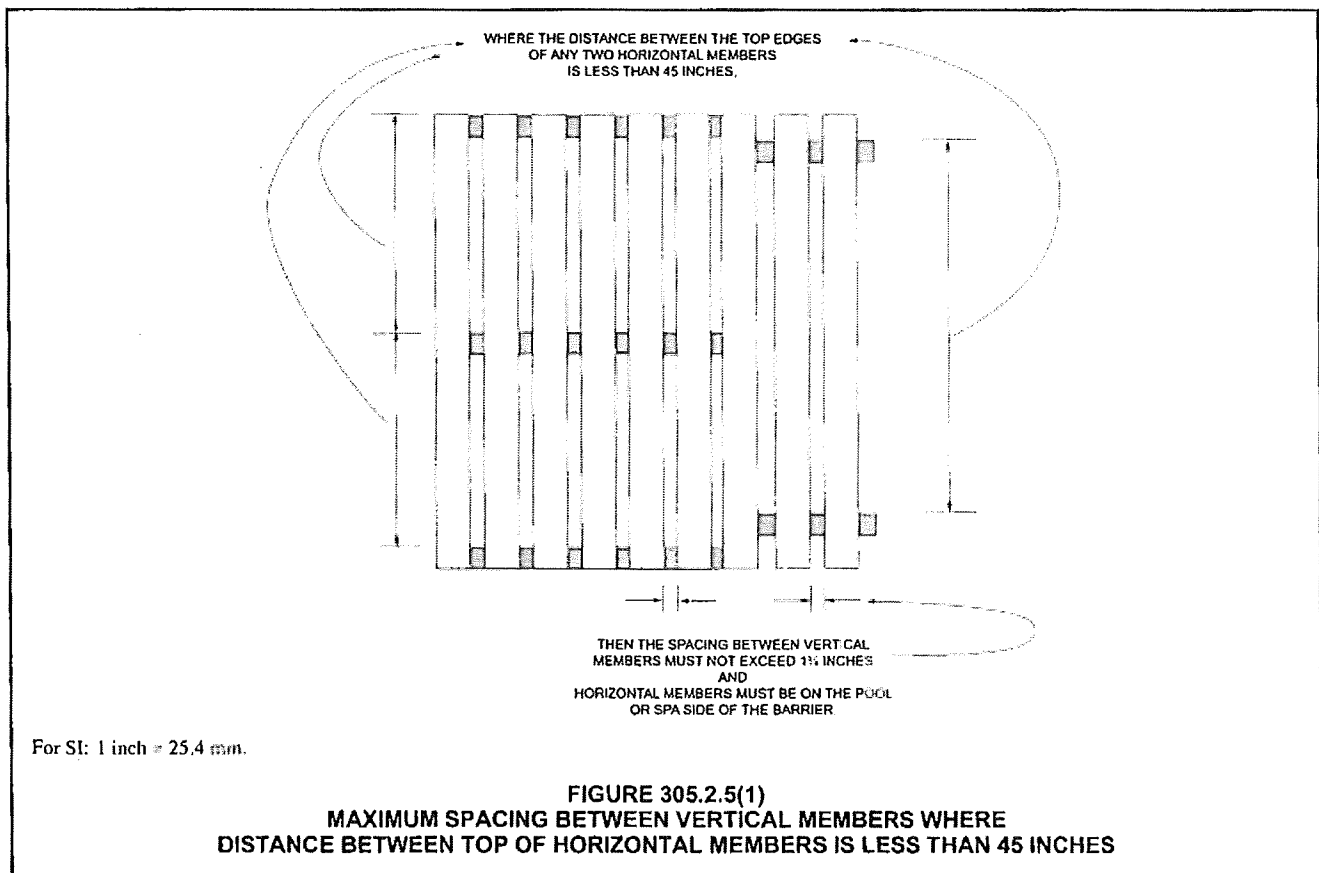 WHERE THE DISTANCE BETWEEN THE TOP EDGES
OF ANY TWO HORIZONTAL MEMBERS
IS LESS THAN 45 INCHES,
THEN THE SPACING BETWEEN VERTICAL
MEMBERS MUST NOT EXCEED 1¾ INCHES
AND
HORIZONTAL MEMBERS MUST BE ON THE POOL
OR SPA SIDE OF THE BARRIER
For SI: 1 inch = 25.4 mm.
FIGURE 305.2.5(1)
MAXIMUM SPACING BETWEEN VERTICAL MEMBERS WHERE
DISTANCE BETWEEN TOP OF HORIZONTAL MEMBERS IS LESS THAN 45 INCHES